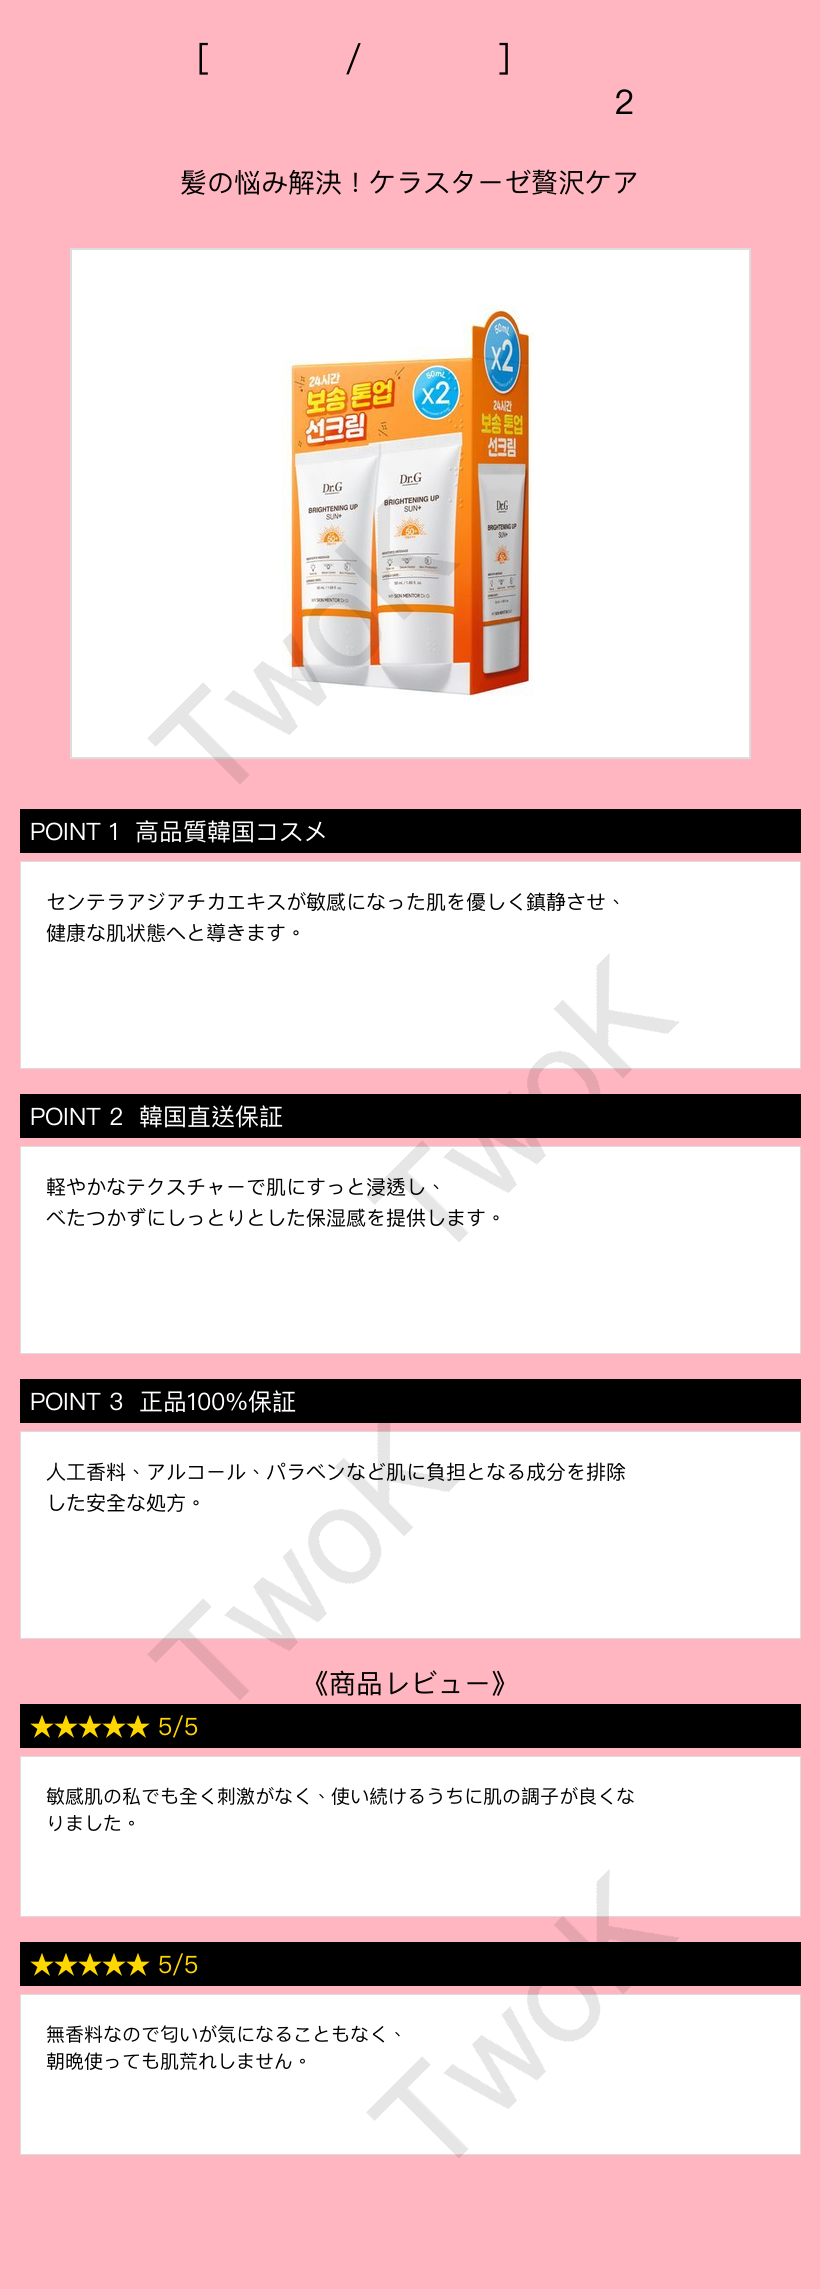 [ / ]
2
髪の悩み解決！ケラスターゼ贅沢ケア
24시간
보송 톤업
선크림
50mL
x2
50mL
x2
24시간
보송 톤업
선크림
Dr.G
BRIGHTENING UP
SUN+
50+
Dr.G
BRIGHTENING UP
SUN+
50+
Dr.G
BRIGHTENING UP
SUN+
TwoK
POINT 1 高品質韓国コスメ
センテラアジアチカエキスが敏感になった肌を優しく鎮静させ、
健康な肌状態へと導きます。
TwoK
POINT 2 韓国直送保証
軽やかなテクスチャーで肌にすっと浸透し、
べたつかずにしっとりとした保湿感を提供します。
POINT 3 正品100%保証
人工香料、アルコール、パラベンなど肌に負担となる成分を排除
した安全な処方。
TwoK
《商品レビュー》
★★★★★ 5/5
敏感肌の私でも全く刺激がなく、使い続けるうちに肌の調子が良くな
りました。
★★★★★ 5/5
無香料なので匂いが気になることもなく、
朝晩使っても肌荒れしません。
TwoK